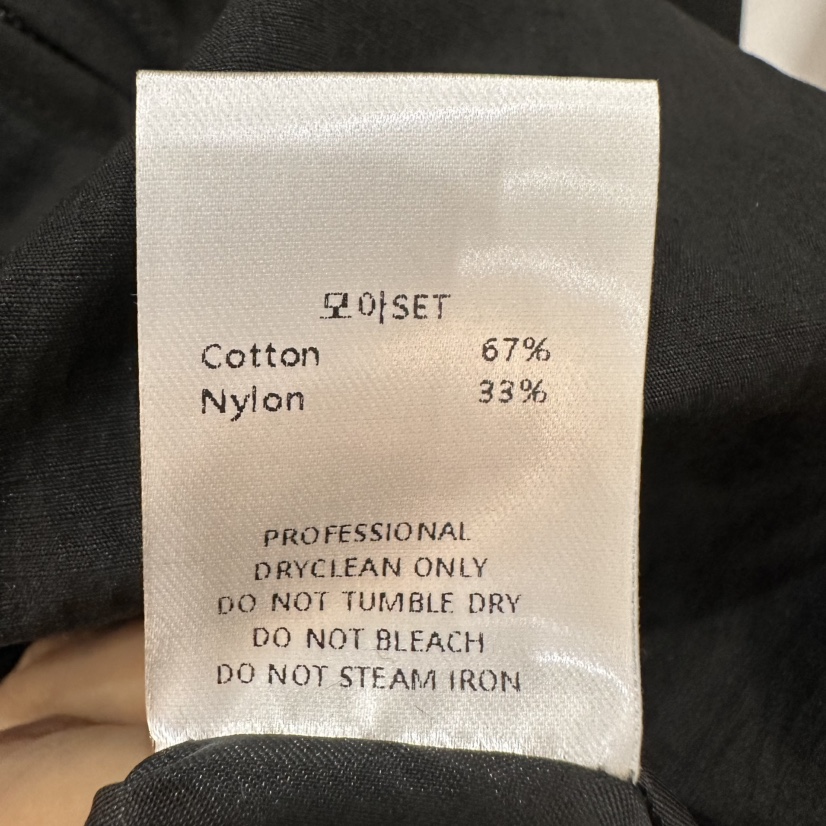 모아SET
Cotton 67%
Nylon 33%
PROFESSIONAL
DRYCLEAN ONLY
DO NOT TUMBLE DRY
DO NOT BLEACH
DO NOT STEAM IRON